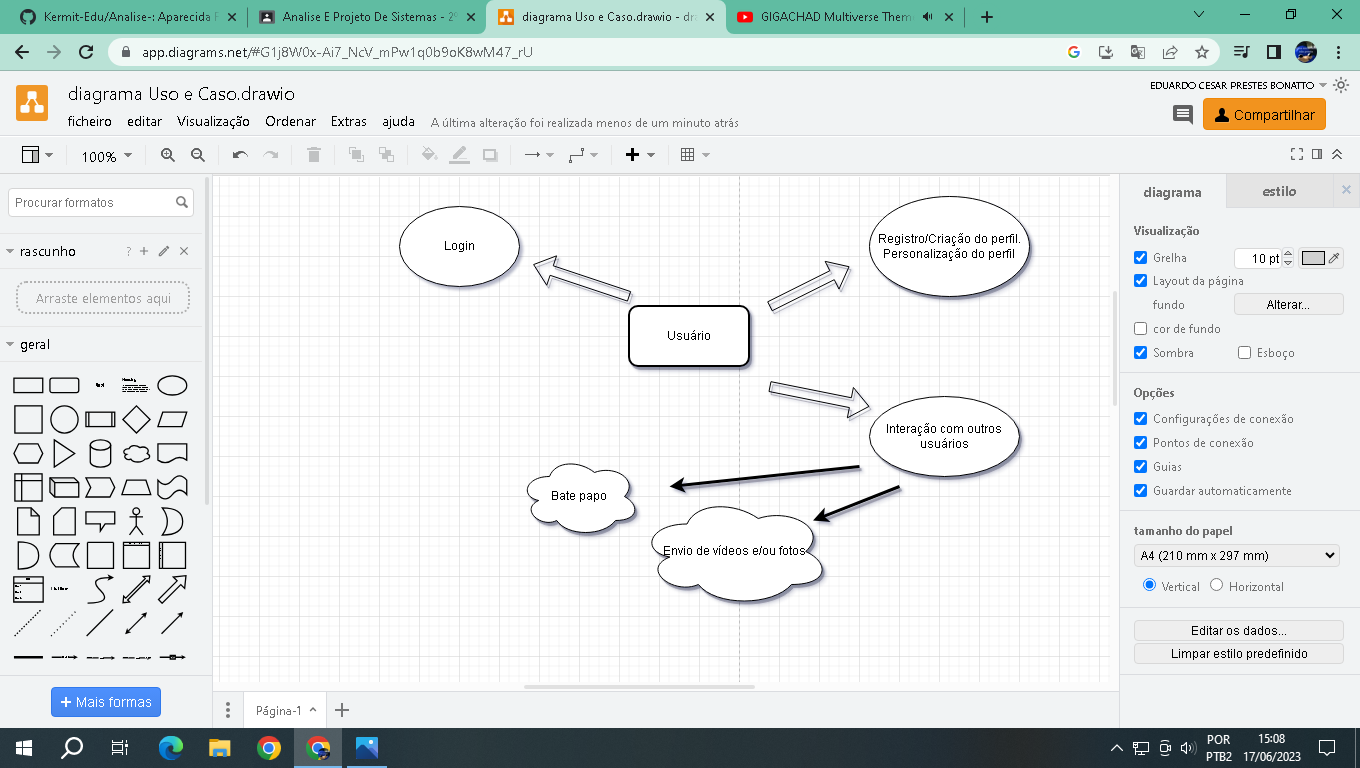 Kermit-Edu/Analise-: Aparecida F
Analise E Projeto De Sistemas - 2º
diagrama Uso e Caso.drawio - dra
GIGACHAD Multiverse Them
app.diagrams.net/#G1j8W0x-Ai7_NcV_mPw1q0b9oK8wM47_rU
diagrama Uso e Caso.drawio
EDUARDO CESAR PRESTES BONATTO
ficheiro editar Visualização Ordenar Extras ajuda A última alteração foi realizada menos de um minuto atrás
Compartilhar
100%
Procurar formatos
rascunho
Arraste elementos aqui
geral
Mais formas
Login
Registro/Criação do perfil.
Personalização do perfil
Usuário
Interação com outros
usuários
Bate papo
Envio de vídeos e/ou fotos
diagrama estilo
Visualização
Grelha 10 pt
Layout da página
fundo Alterar...
cor de fundo
Sombra Esboço
Opções
Configurações de conexão
Pontos de conexão
Guias
Guardar automaticamente
tamanho do papel
A4 (210 mm x 297 mm)
Vertical Horizontal
Editar os dados...
Limpar estilo predefinido
Página-1
POR
PTB2
15:08
17/06/2023